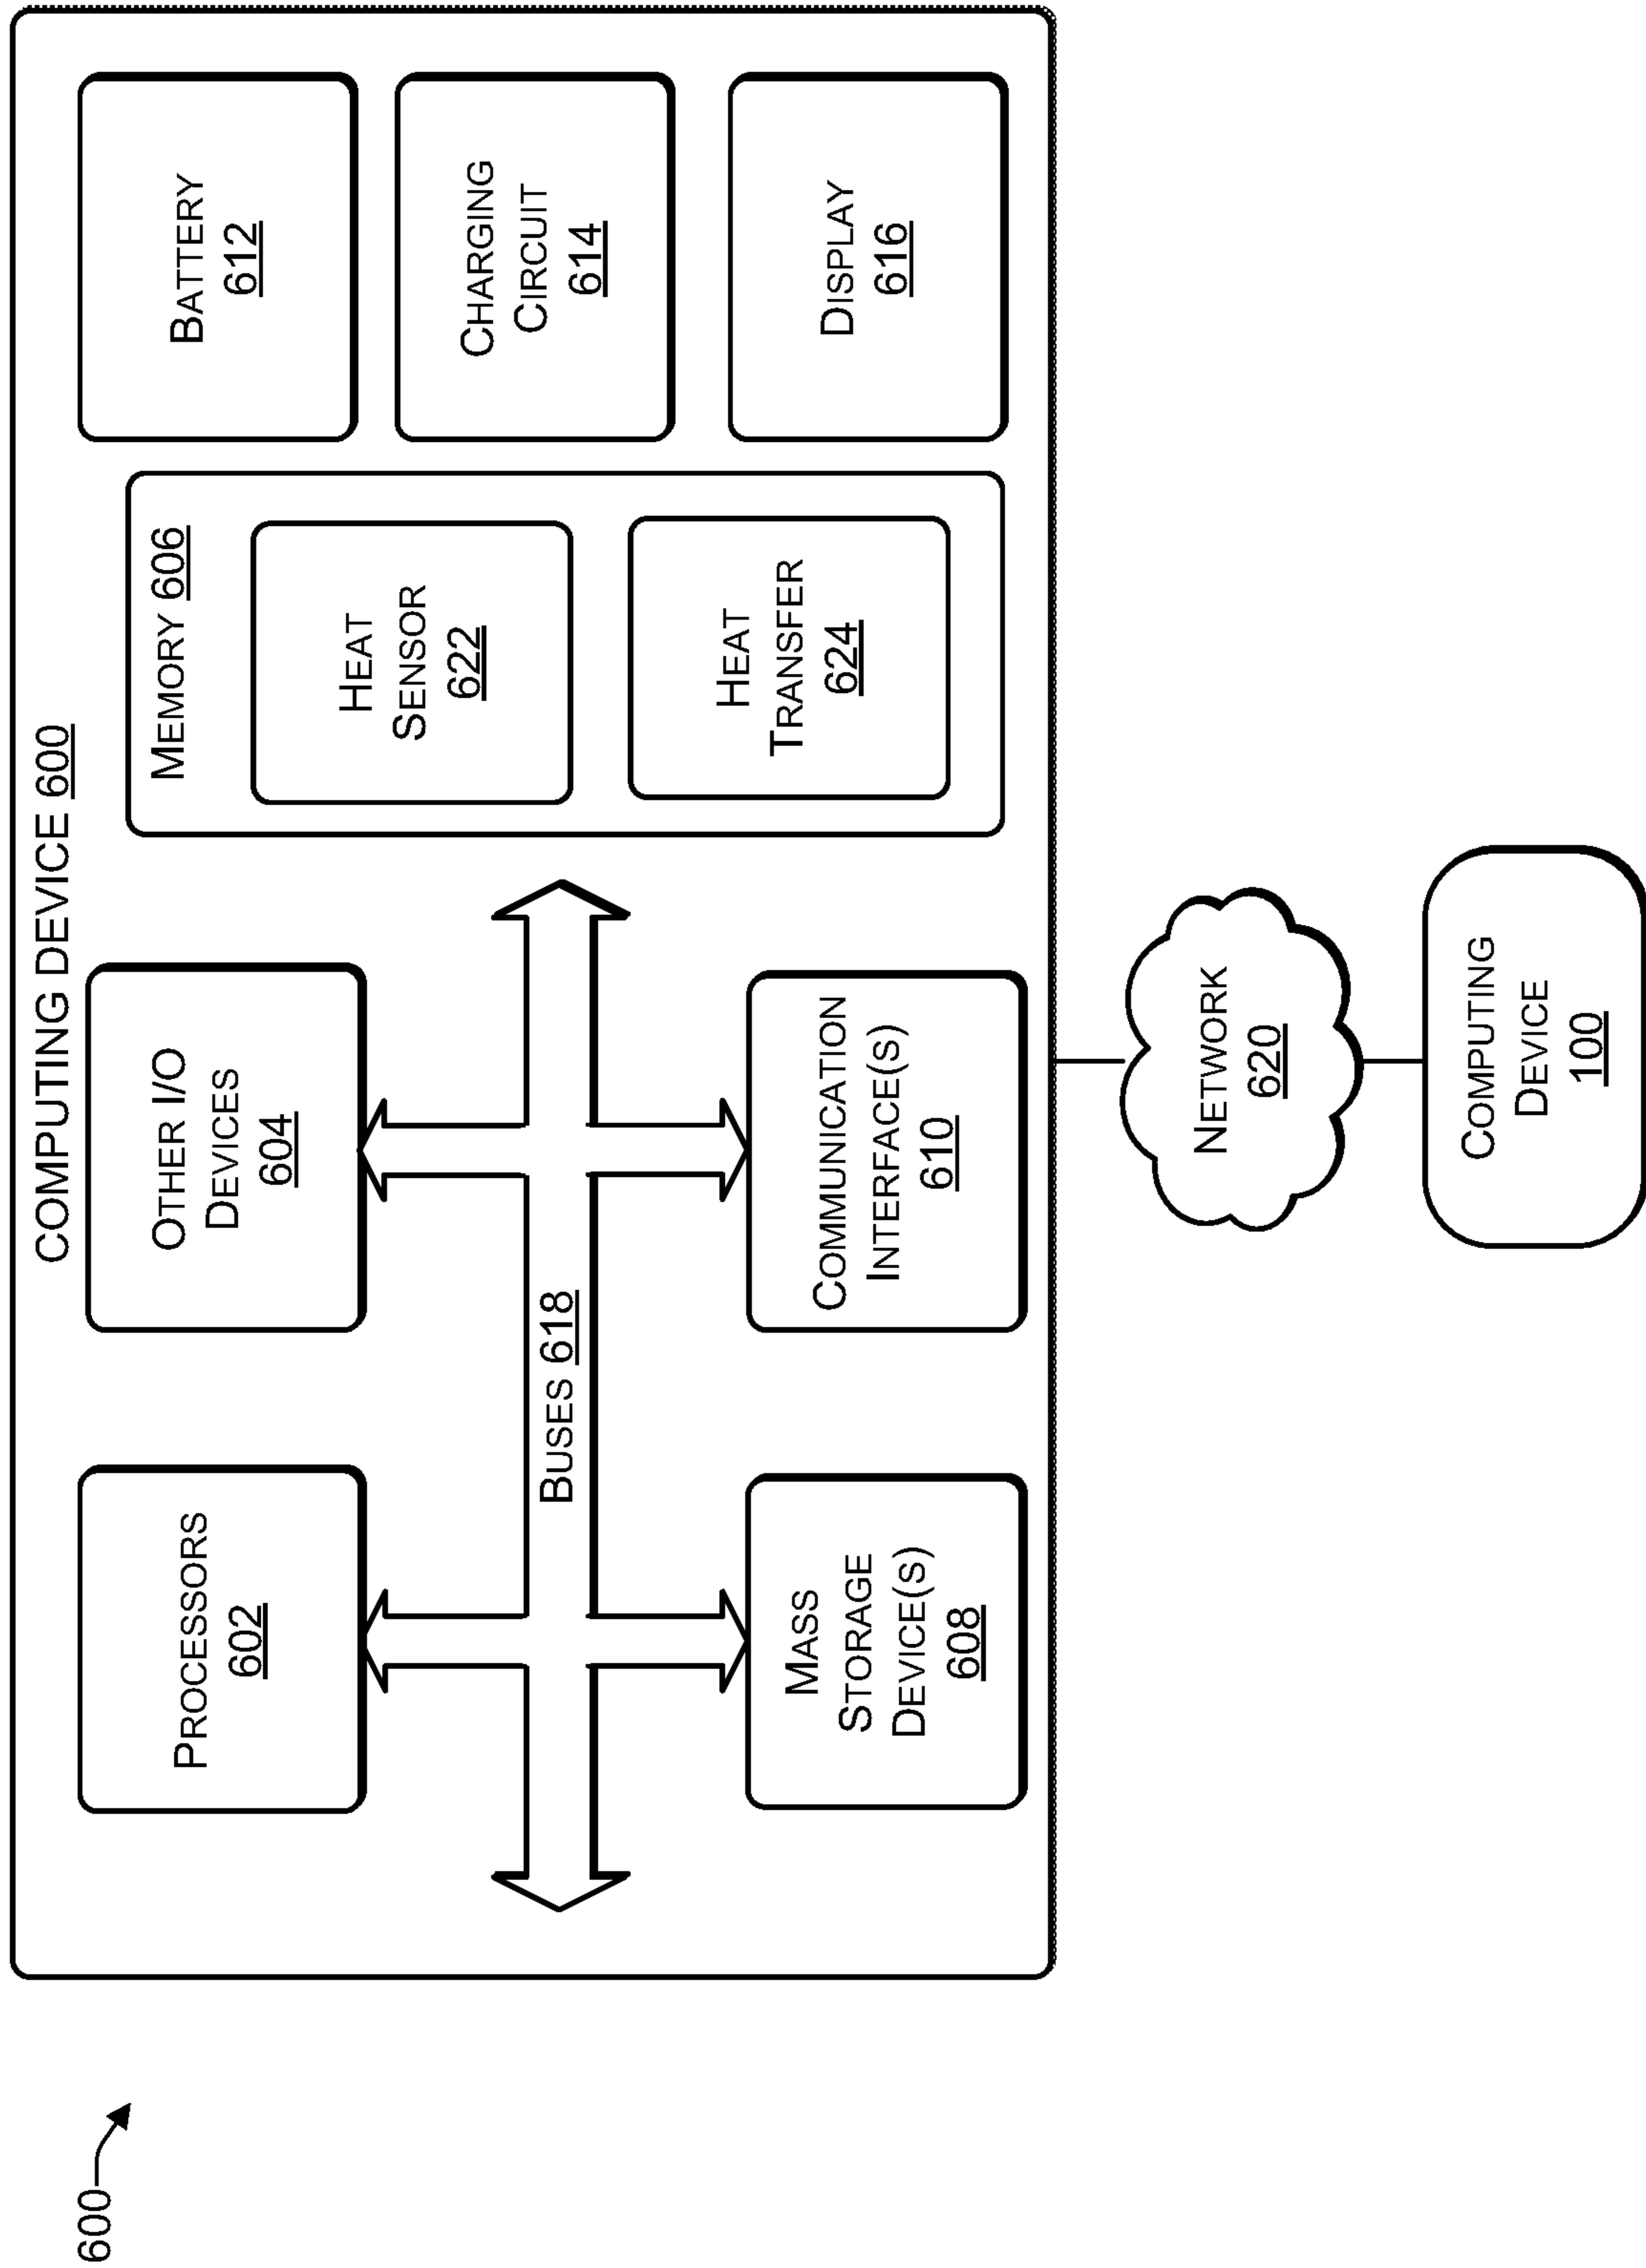 600
COMPUTING DEVICE 600
PROCESSORS
602
OTHER I/O
DEVICES
604
MEMORY 606
HEAT
SENSOR
622
HEAT
TRANSFER
624
BATTERY
612
CHARGING
CIRCUIT
614
DISPLAY
616
BUSES 618
MASS
STORAGE
DEVICE(S)
608
COMMUNICATION
INTERFACE(S)
610
NETWORK
620
COMPUTING
DEVICE
100